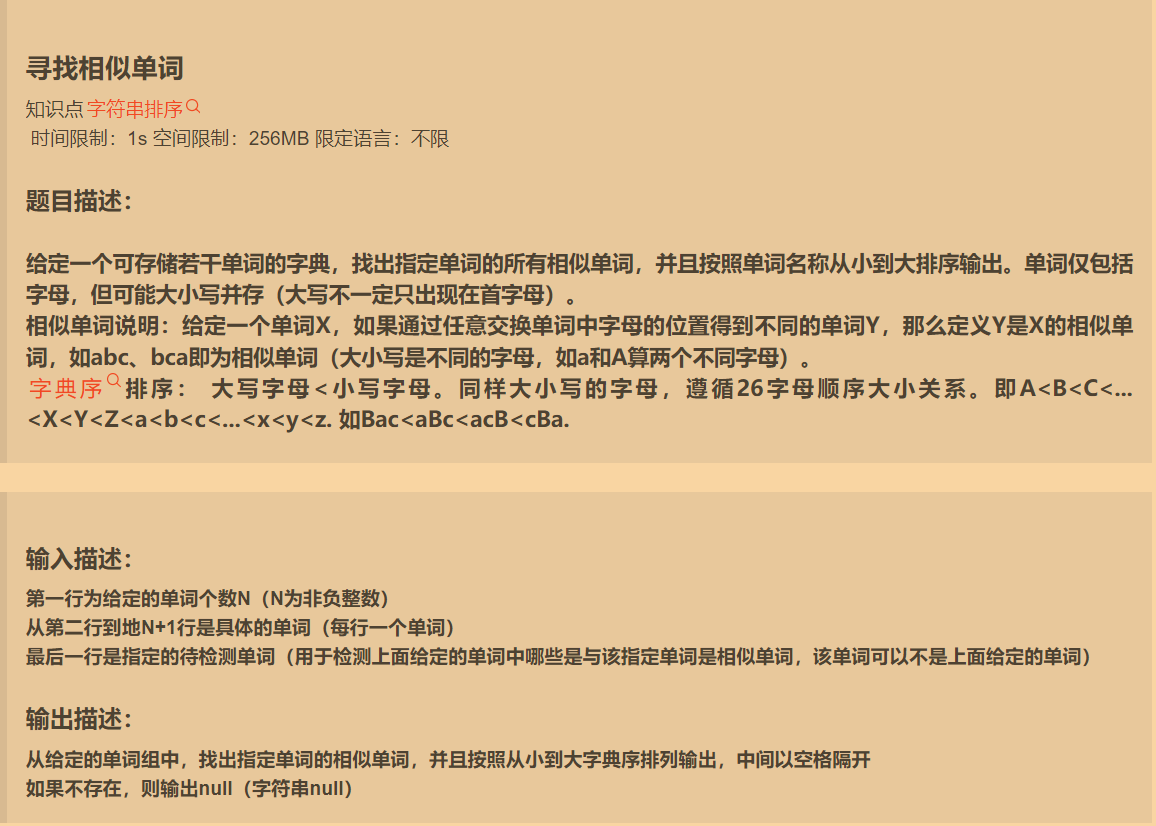 寻找相似单词
知识点字符串排序
时间限制：1s 空间限制：256MB 限定语言：不限
题目描述：
给定一个可存储若干单词的字典，找出指定单词的所有相似单词，并且按照单词名称从小到大排序输出。单词仅包括
字母，但可能大小写并存（大写不一定只出现在首字母）。
相似单词说明：给定一个单词X，如果通过任意交换单词中字母的位置得到不同的单词Y，那么定义Y是X的相似单
词，如abc、bca即为相似单词（大小写是不同的字母，如a和A算两个不同字母）。
字典序排序： 大写字母<小写字母。同样大小写的字母，遵循26字母顺序大小关系。即A<B<C<...
<X<Y<Z<a<b<c<...<x<y<z. 如Bac<aBc<acB<cBa.
输入描述：
第一行为给定的单词个数N（N为非负整数）
从第二行到地N+1行是具体的单词（每行一个单词）
最后一行是指定的待检测单词（用于检测上面给定的单词中哪些是与该指定单词是相似单词，该单词可以不是上面给定的单词）
输出描述：
从给定的单词组中，找出指定单词的相似单词，并且按照从小到大字典序排列输出，中间以空格隔开
如果不存在，则输出null（字符串null）